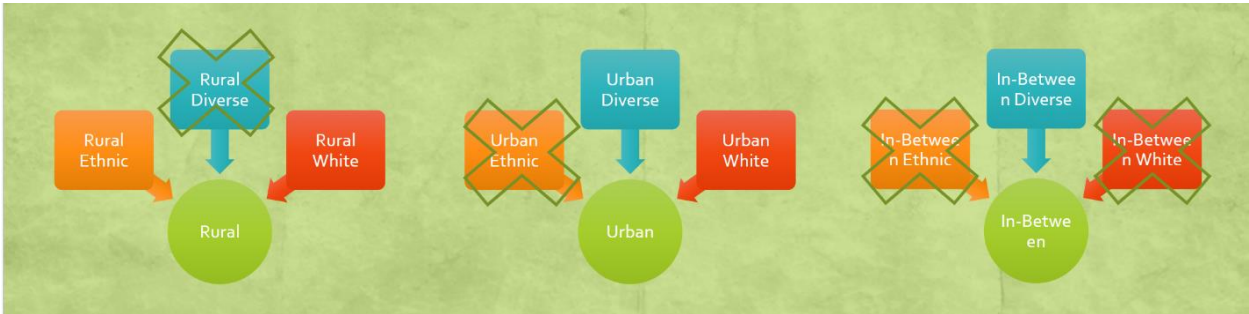 Rural
Diverse
Rural
Ethnic
Rural
White
Rural
Urban
Diverse
Urban
Ethnic
Urban
White
Urban
In-Betwee
n Diverse
In-Betwee
n Ethnic
In-Betwee
n White
In-Betwe
en